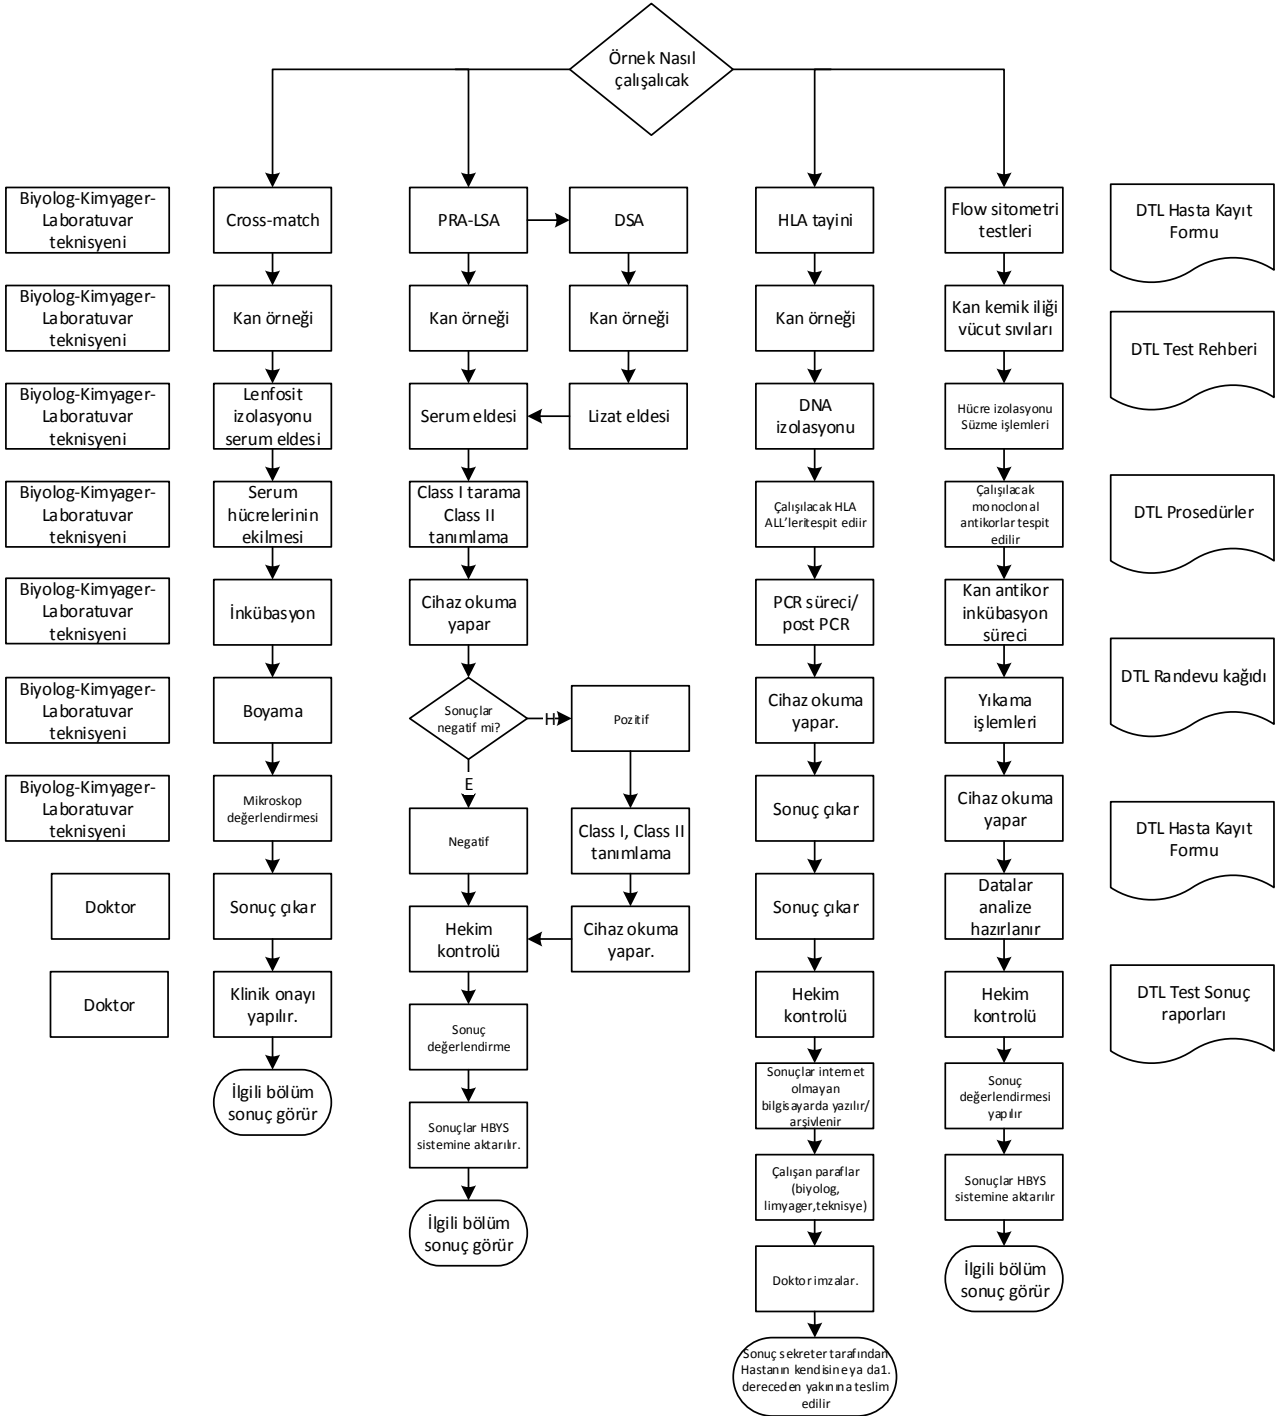 Örnek Nasıl
çalışalıcak
Biyolog-Kimyager-
Laboratuvar
teknisyeni
Biyolog-Kimyager-
Laboratuvar
teknisyeni
Biyolog-Kimyager-
Laboratuvar
teknisyeni
Biyolog-Kimyager-
Laboratuvar
teknisyeni
Biyolog-Kimyager-
Laboratuvar
teknisyeni
Biyolog-Kimyager-
Laboratuvar
teknisyeni
Biyolog-Kimyager-
Laboratuvar
teknisyeni
Doktor
Doktor
Cross-match
Kan örneği
Lenfosit
izolasyonu
serum eldesi
Serum
hücrelerinin
ekilmesi
İnkübasyon
Boyama
Mikroskop
değerlendirmesi
Sonuç çıkar
Klinik onayı
yapılır.
İlgili bölüm
sonuç görür
PRA-LSA
Kan örneği
Serum eldesi
Class I tarama
Class II
tanımlama
Cihaz okuma
yapar
Sonuçlar
negatif mi?
H
E
Negatif
Hekim
kontrolü
Sonuç
değerlendirme
Sonuçlar HBYS
sistemine aktarılır.
İlgili bölüm
sonuç görür
DSA
Kan örneği
Lizat eldesi
Pozitif
Class I, Class II
tanımlama
Cihaz okuma
yapar.
HLA tayini
Kan örneği
DNA
izolasyonu
Çalışılacak HLA
ALL'leritespit ediir
PCR süreci/
post PCR
Cihaz okuma
yapar.
Sonuç çıkar
Sonuç çıkar
Hekim
kontrolü
Sonuçlar internet
olmayan
bilgisayarda yazılır/
arşivlenir
Çalışan paraflar
(biyolog,
limyager,teknisye)
Doktor imzalar.
Sonuç sekreter tarafından
Hastanın kendisine ya da1.
dereceden yakınına teslim
edilir
Flow sitometri
testleri
Kan kemik iliği
vücut sıvıları
Hücre izolasyonu
Süzme işlemleri
Çalışılacak
monoclonal
antikorlar tespit
edilir
Kan antikor
inkübasyon
süreci
Yıkama
işlemleri
Cihaz okuma
yapar
Datalar
analize
hazırlanır
Hekim
kontrolü
Sonuç
değerlendirmesi
yapılır
Sonuçlar HBYS
sistemine aktarılır
İlgili bölüm
sonuç görür
DTL Hasta Kayıt
Formu
DTL Test Rehberi
DTL Prosedürler
DTL Randevu kağıdı
DTL Hasta Kayıt
Formu
DTL Test Sonuç
raporları